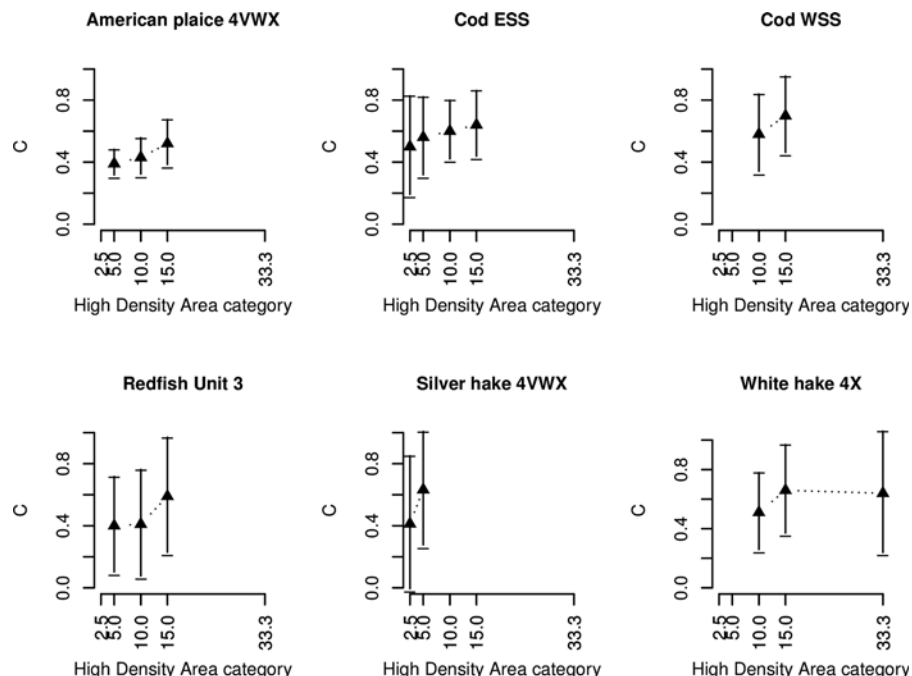 American plaice 4VWX
Cod ESS
Cod WSS
C
0.0 0.4 0.8
2.5 5.0 10.0 15.0 33.3
High Density Area category
C
0.0 0.4 0.8
2.5 5.0 10.0 15.0 33.3
High Density Area category
C
0.0 0.4 0.8
2.5 5.0 10.0 15.0 33.3
High Density Area category
Redfish Unit 3
Silver hake 4VWX
White hake 4X
C
0.0 0.4 0.8
2.5 5.0 10.0 15.0 33.3
High Density Area category
C
0.0 0.4 0.8
2.5 5.0 10.0 15.0 33.3
High Density Area category
C
0.0 0.4 0.8
2.5 5.0 10.0 15.0 33.3
High Density Area category